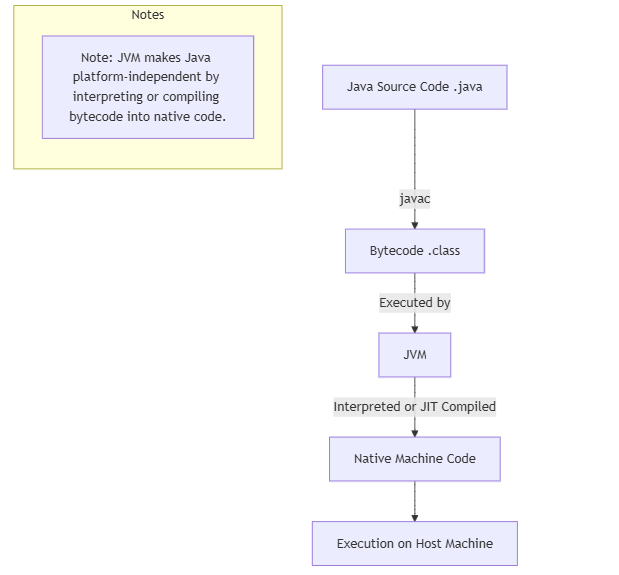 Notes
Note: JVM makes Java
platform-independent by
interpreting or compiling
bytecode into native code.
Java Source Code .java
javac
Bytecode .class
Executed by
JVM
Interpreted or JIT Compiled
Native Machine Code
Execution on Host Machine